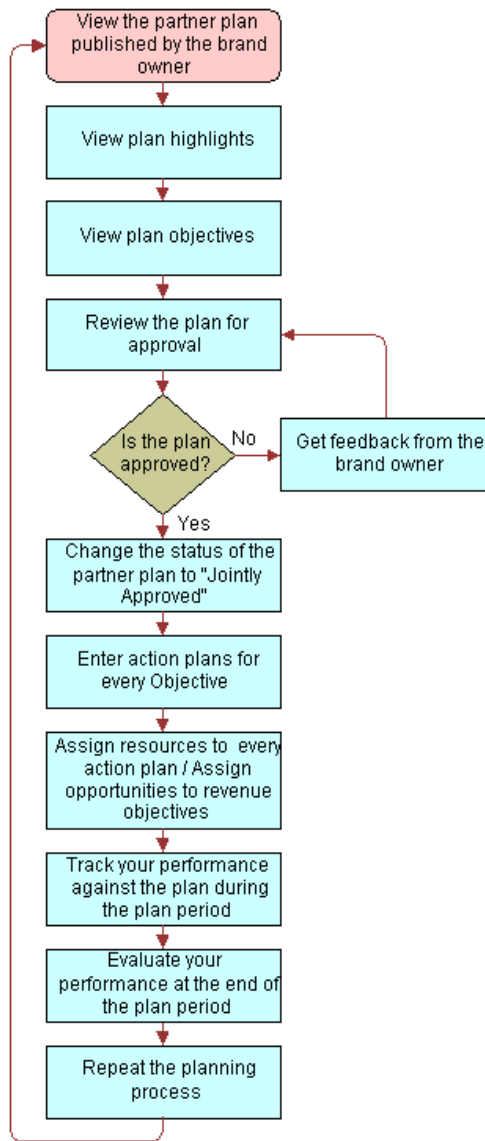 View the partner plan
published by the brand
owner
View plan highlights
View plan objectives
Review the plan for
approval
Is the plan
approved?
No
Get feedback from the
brand owner
Yes
Change the status of the
partner plan to "Jointly
Approved"
Enter action plans for
every Objective
Assign resources to every
action plan / Assign
opportunities to revenue
objectives
Track your performance
against the plan during
the plan period
Evaluate your
performance at the end of
the plan period
Repeat the planning
process